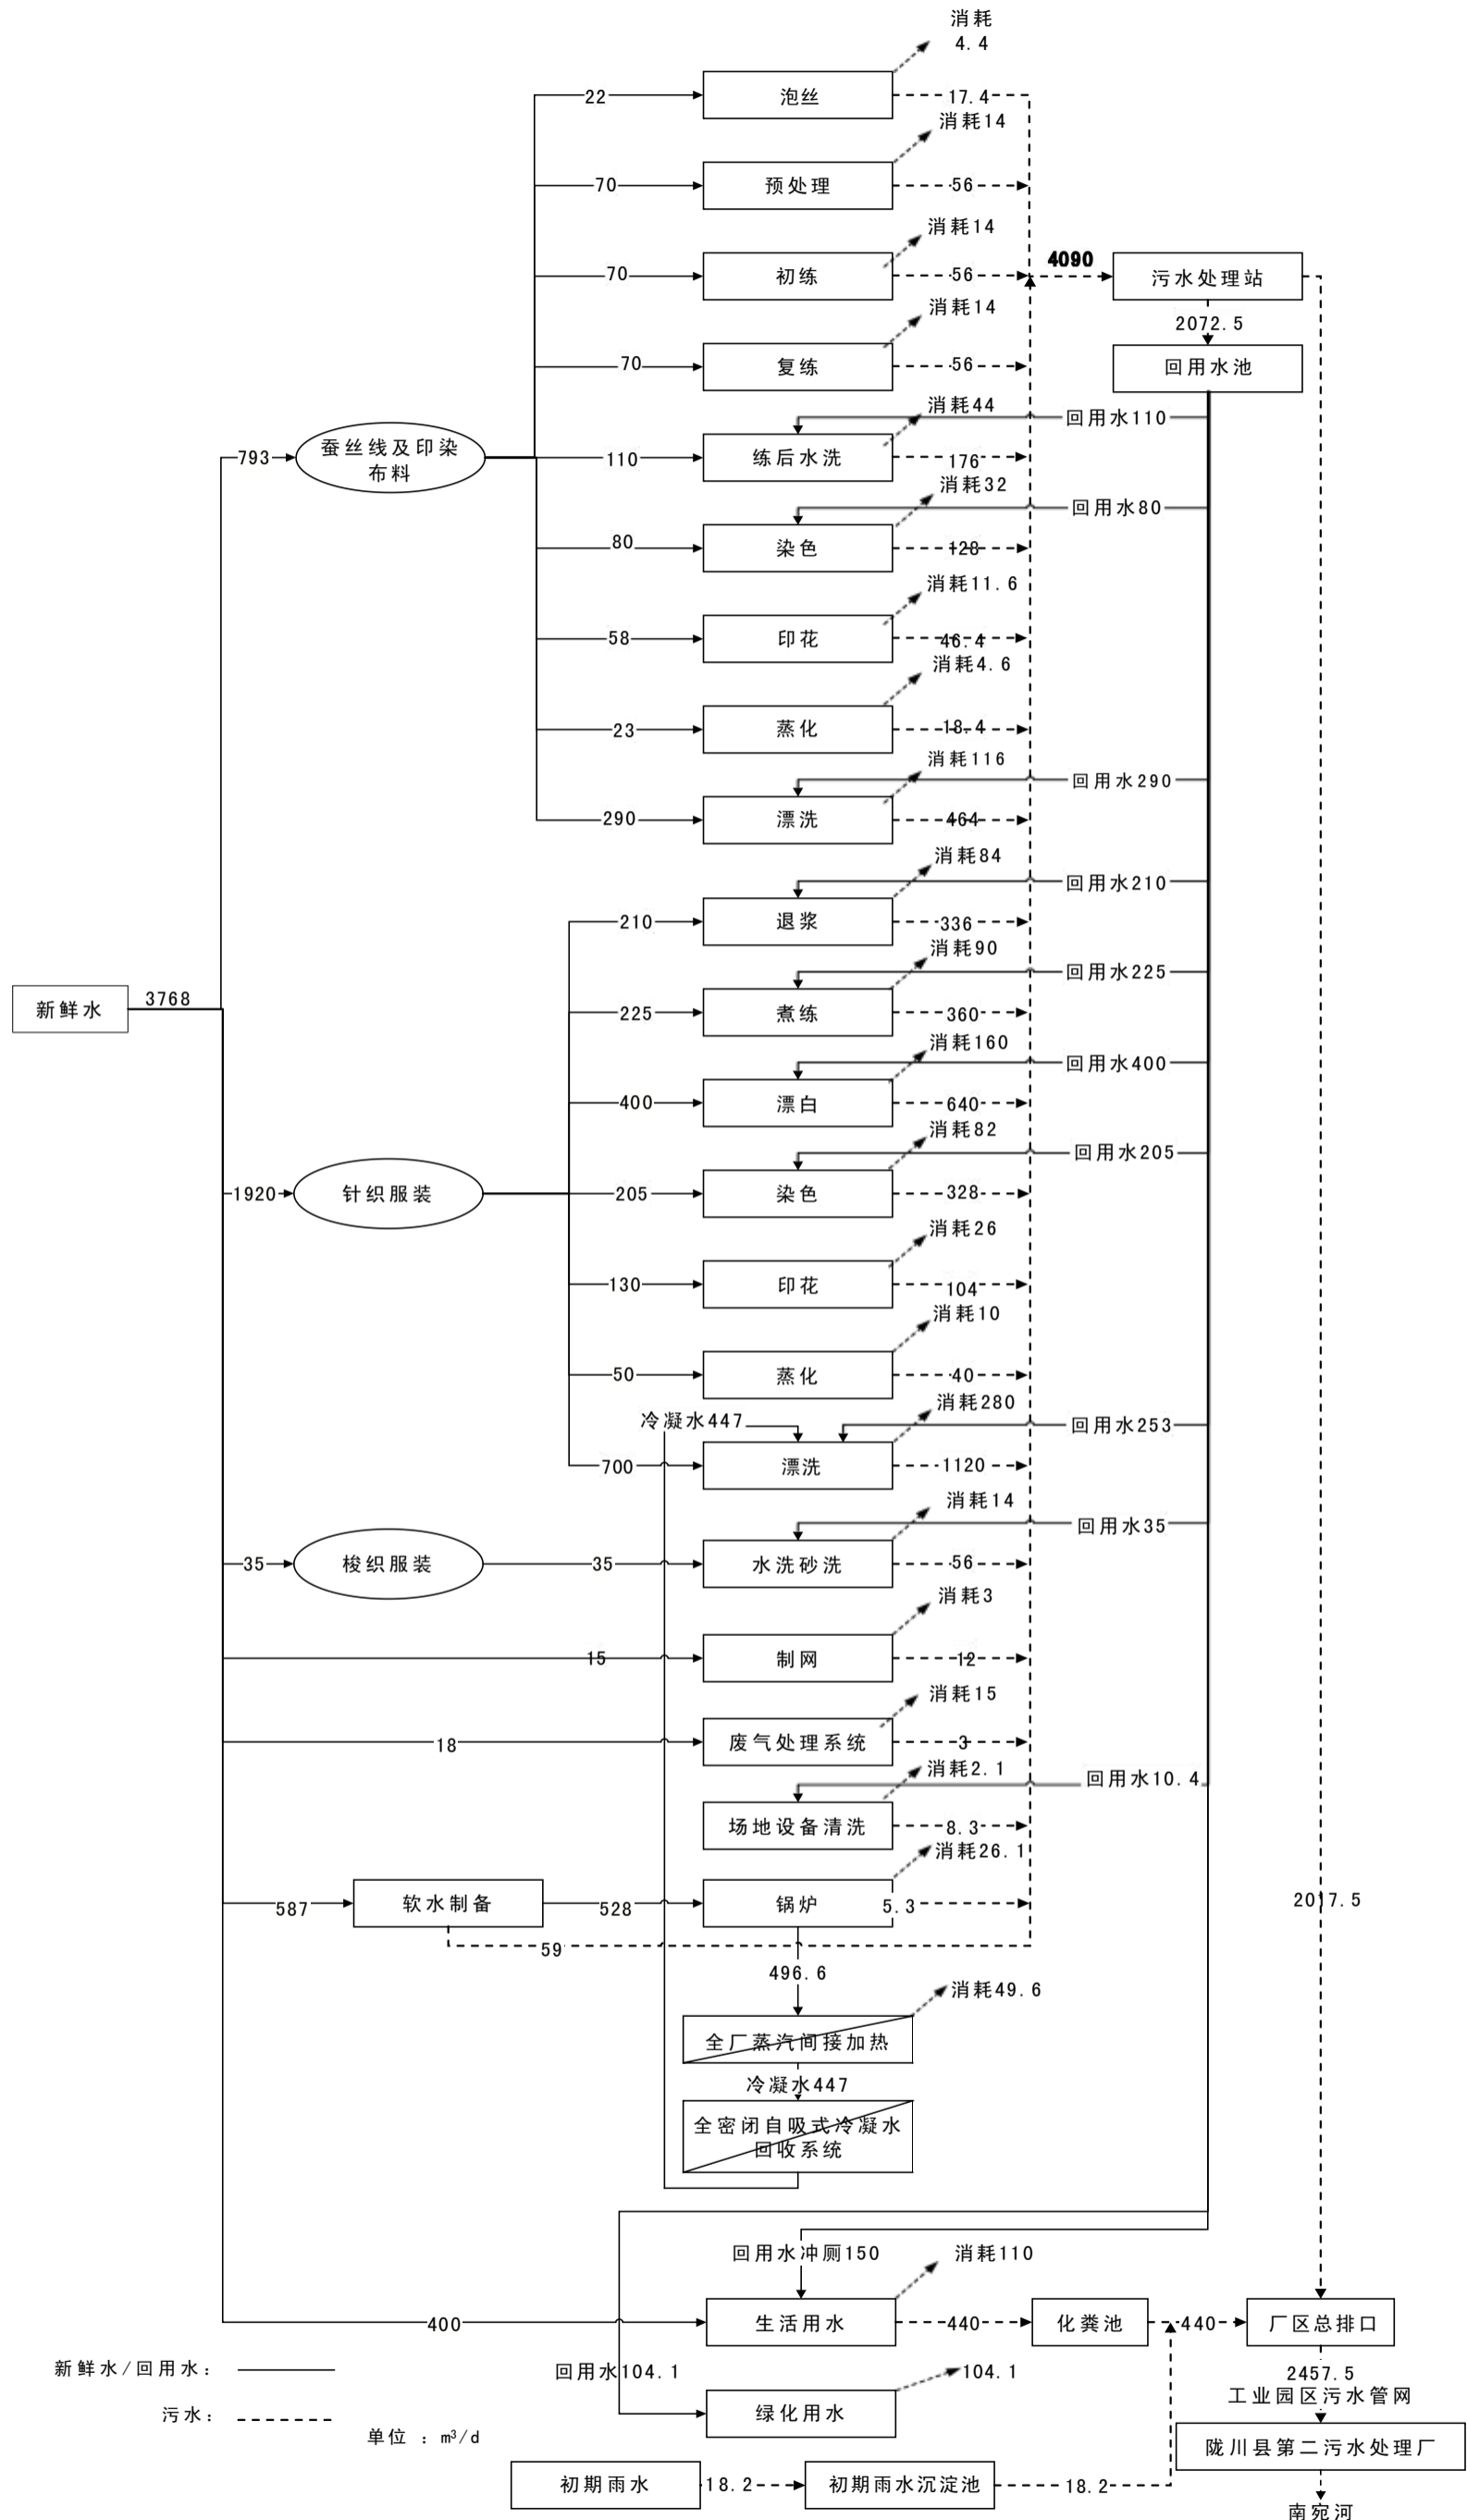 消耗
4.4
22
泡丝
17.4
消耗14
70
预处理
56
消耗14
70
初练
56
4090
污水处理站
消耗14
2072.5
70
复练
56
回用水池
消耗44
回用水110
793
蚕丝线及印染
布料
110
练后水洗
176
消耗32
回用水80
80
染色
128
消耗11.6
58
印花
46.4
消耗4.6
23
蒸化
18.4
消耗116
回用水290
290
漂洗
464
消耗84
回用水210
210
退浆
336
消耗90
回用水225
新鲜水
3768
225
煮练
360
消耗160
回用水400
400
漂白
640
消耗82
回用水205
1920
针织服装
205
染色
328
消耗26
130
印花
104
消耗10
50
蒸化
40
消耗280
冷凝水447
回用水253
700
漂洗
1120
消耗14
回用水35
35
梭织服装
35
水洗砂洗
56
消耗3
15
制网
12
消耗15
18
废气处理系统
3
消耗2.1
回用水10.4
场地设备清洗
8.3
消耗26.1
587
软水制备
528
锅炉
5.3
2017.5
59
496.6
消耗49.6
全厂蒸汽间接加热
冷凝水447
全密闭自吸式冷凝水
回收系统
回用水冲厕150
消耗110
400
生活用水
440
化粪池
440
厂区总排口
新鲜水/回用水:
回用水104.1
104.1
2457.5
工业园区污水管网
污水:
绿化用水
单位 : m³/d
陇川县第二污水处理厂
初期雨水
18.2
初期雨水沉淀池
18.2
南宛河